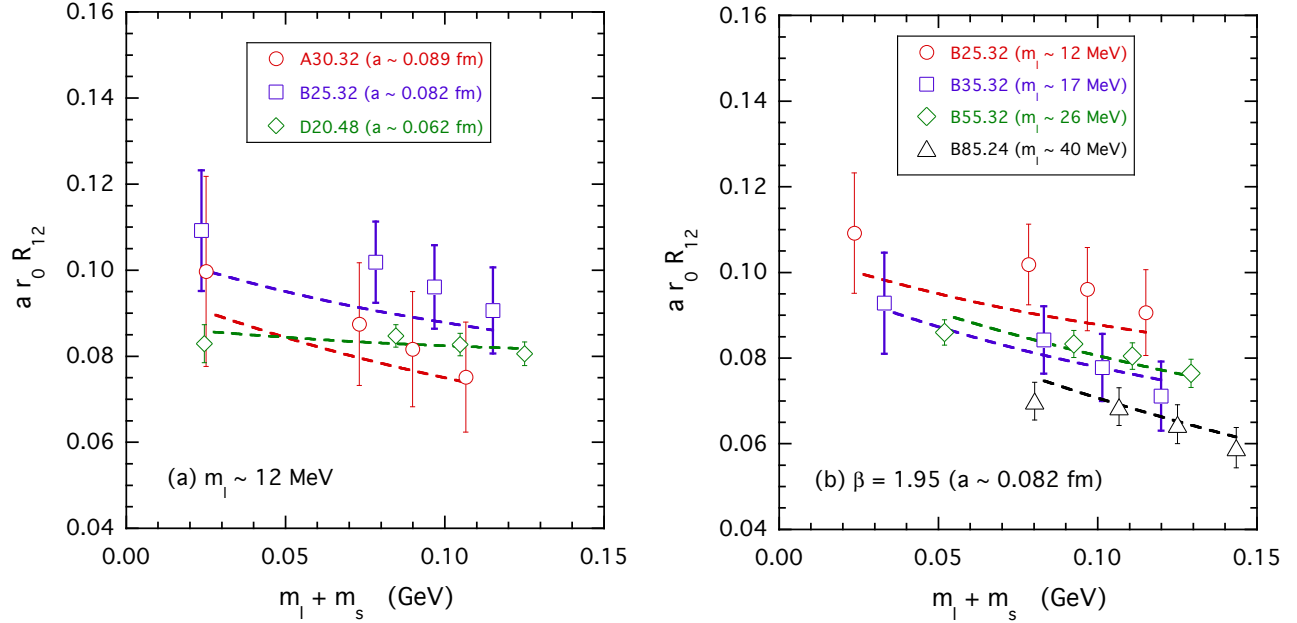 0.16
0.14
0.12
0.10
0.08
0.06
0.04
a r0 R12
A30.32 (a ~ 0.089 fm)
B25.32 (a ~ 0.082 fm)
D20.48 (a ~ 0.062 fm)
(a) ml ~ 12 MeV
0.00 0.05 0.10 0.15
ml + ms (GeV)
0.16
0.14
0.12
0.10
0.08
0.06
0.04
a r0 R12
B25.32 (ml ~ 12 MeV)
B35.32 (ml ~ 17 MeV)
B55.32 (ml ~ 26 MeV)
B85.24 (ml ~ 40 MeV)
(b) β = 1.95 (a ~ 0.082 fm)
0.00 0.05 0.10 0.15
ml + ms (GeV)